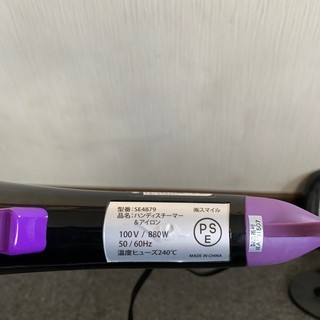 型番：SE4879
㈱スマイル
品名：ハンディスチーマー
&アイロン
100V / 880W
50 / 60Hz
温度ヒューズ240℃
PS
E
MADE IN CHINA